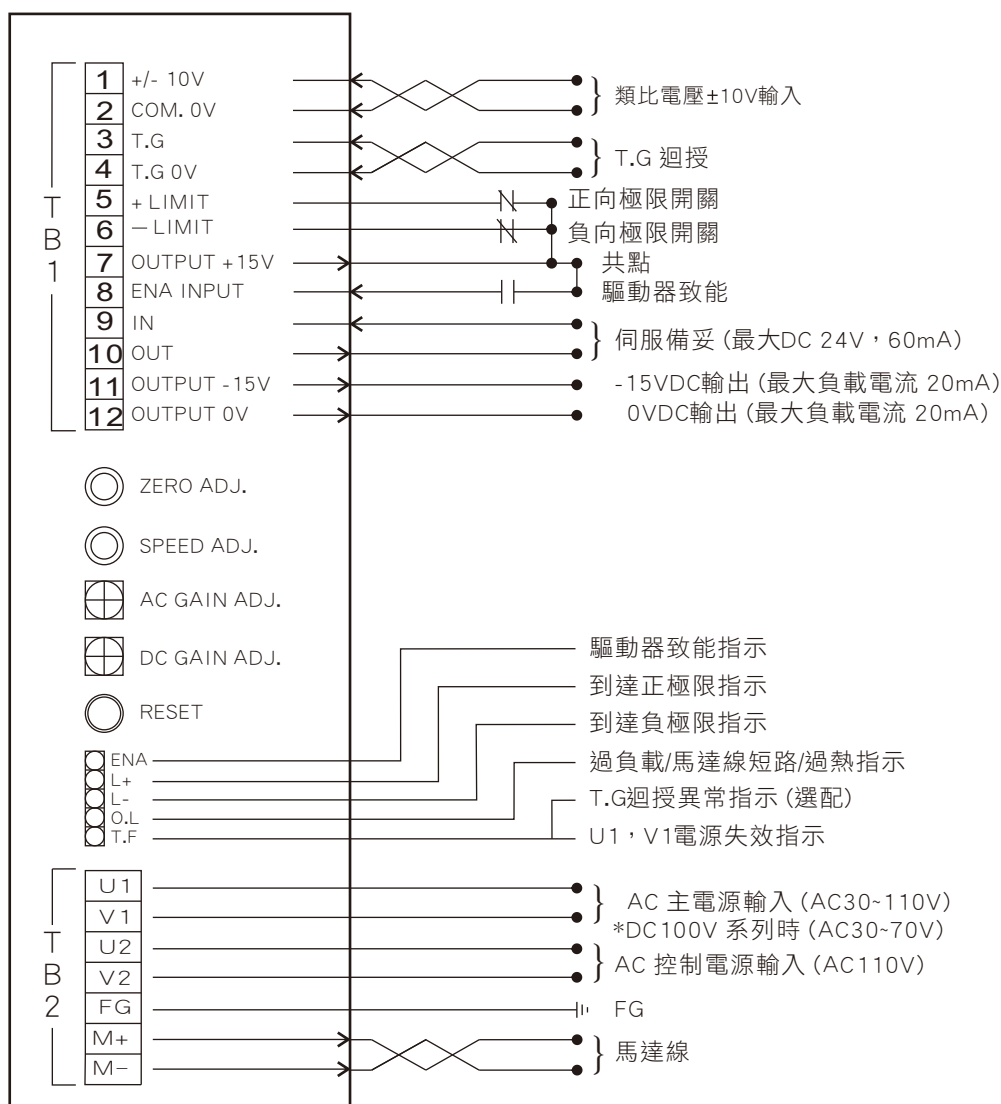 TB1
1 +/- 10V 類比電壓±10V輸入
2 COM. 0V
3 T.G T.G 迴授
4 T.G 0V
5 +LIMIT 正向極限開關
6 －LIMIT 負向極限開關
7 OUTPUT +15V 共點
8 ENA INPUT 驅動器致能
9 IN 伺服備妥 (最大DC 24V，60mA)
10 OUT
11 OUTPUT -15V -15VDC輸出 (最大負載電流 20mA)
12 OUTPUT 0V 0VDC輸出 (最大負載電流 20mA)
ZERO ADJ.
SPEED ADJ.
AC GAIN ADJ.
DC GAIN ADJ.
RESET
驅動器致能指示
到達正極限指示
到達負極限指示
過負載/馬達線短路/過熱指示
T.G迴授異常指示 (選配)
U1，V1電源失效指示
ENA
L+
L-
O.L
T.F
TB2
U1 AC 主電源輸入 (AC30~110V)
V1 *DC100V 系列時 (AC30~70V)
U2 AC 控制電源輸入 (AC110V)
V2
FG FG
M+ 馬達線
M−